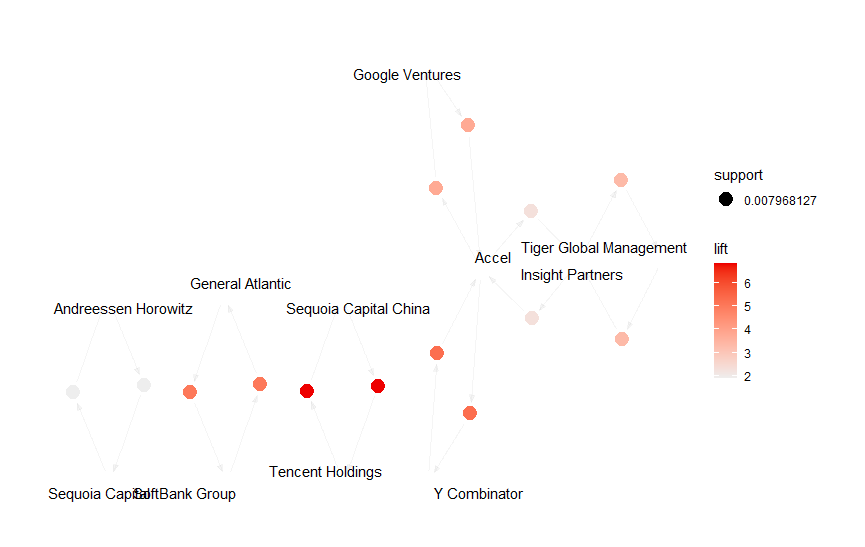 Google Ventures
support
0.007968127
lift
Tiger Global Management
Accel
Insight Partners
General Atlantic
Andreessen Horowitz
Sequoia Capital China
6
5
4
3
2
Tencent Holdings
Sequoia Capital
SoftBank Group
Y Combinator